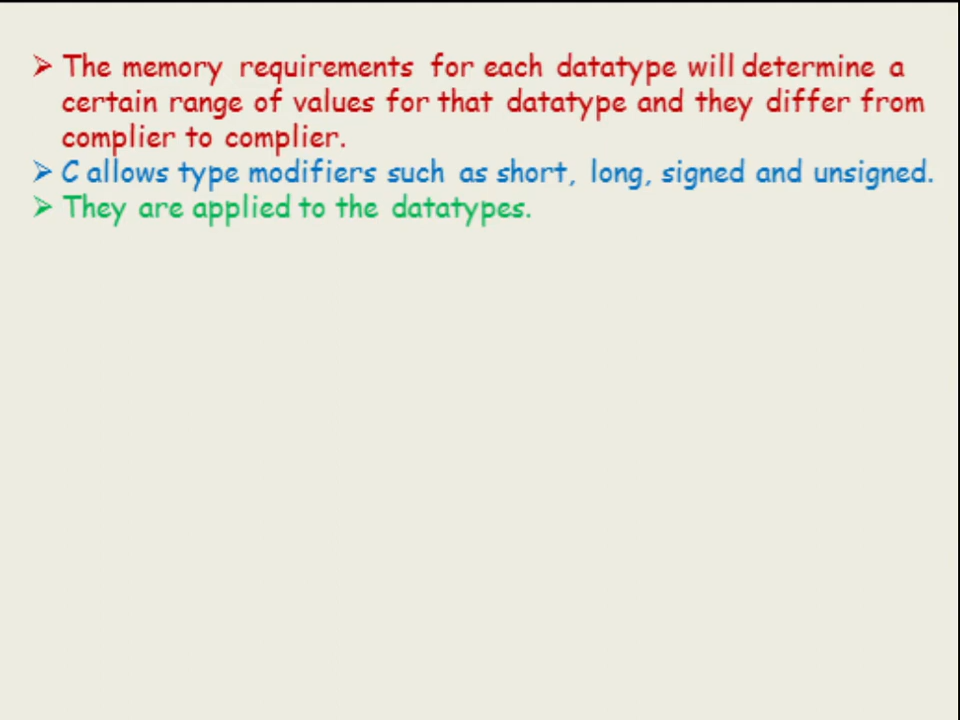 ➢ The memory requirements for each datatype will determine a
certain range of values for that datatype and they differ from
complier to complier.
➢ C allows type modifiers such as short, long, signed and unsigned.
➢ They are applied to the datatypes.